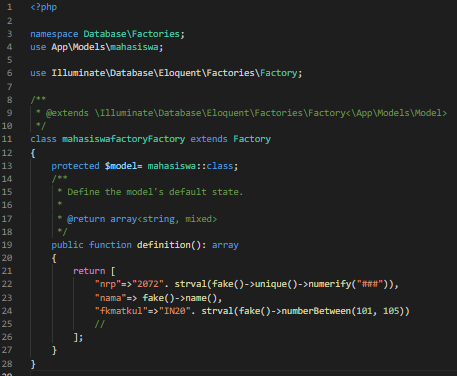 1 <?php
2
3 namespace Database\Factories;
4 use App\Models\mahasiswa;
5
6 use Illuminate\Database\Eloquent\Factories\Factory;
7
8 /**
9  * @extends \Illuminate\Database\Eloquent\Factories\Factory<\App\Models\Model>
10  */
11 class mahasiswafactoryFactory extends Factory
12 {
13     protected $model= mahasiswa::class;
14     /**
15      * Define the model's default state.
16      *
17      * @return array<string, mixed>
18      */
19     public function definition(): array
20     {
21         return [
22             "nrp"=>"2072". strval(fake()->unique()->numerify("###")),
23             "nama"=> fake()->name(),
24             "fkmatkul"=>"IN20". strval(fake()->numberBetween(101, 105))
25             //
26         ];
27     }
28 }